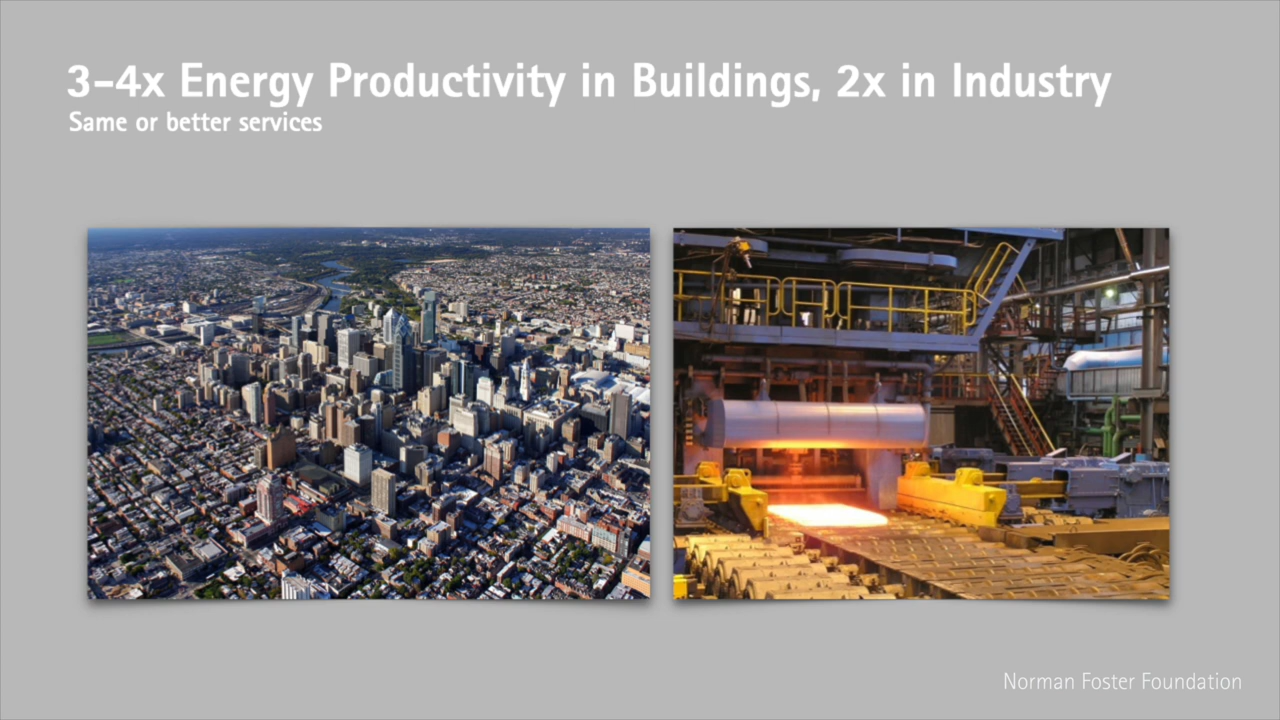 3-4x Energy Productivity in Buildings, 2x in Industry
Same or better services
Norman Foster Foundation